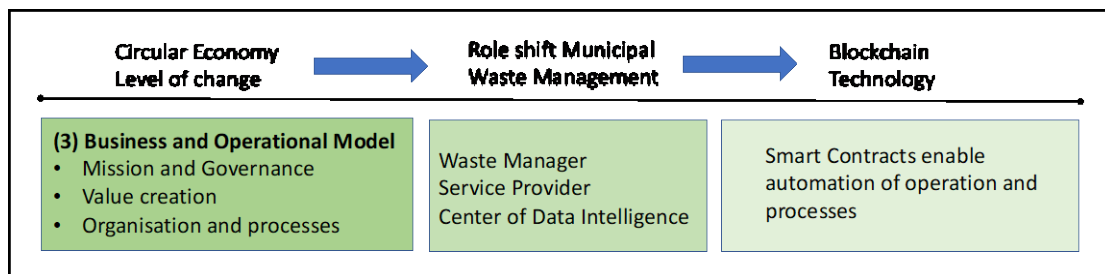 Circular Economy
Level of change
Role shift Municipal
Waste Management
Blockchain
Technology
(3) Business and Operational Model
• Mission and Governance
• Value creation
• Organisation and processes
Waste Manager
Service Provider
Center of Data Intelligence
Smart Contracts enable
automation of operation and
processes